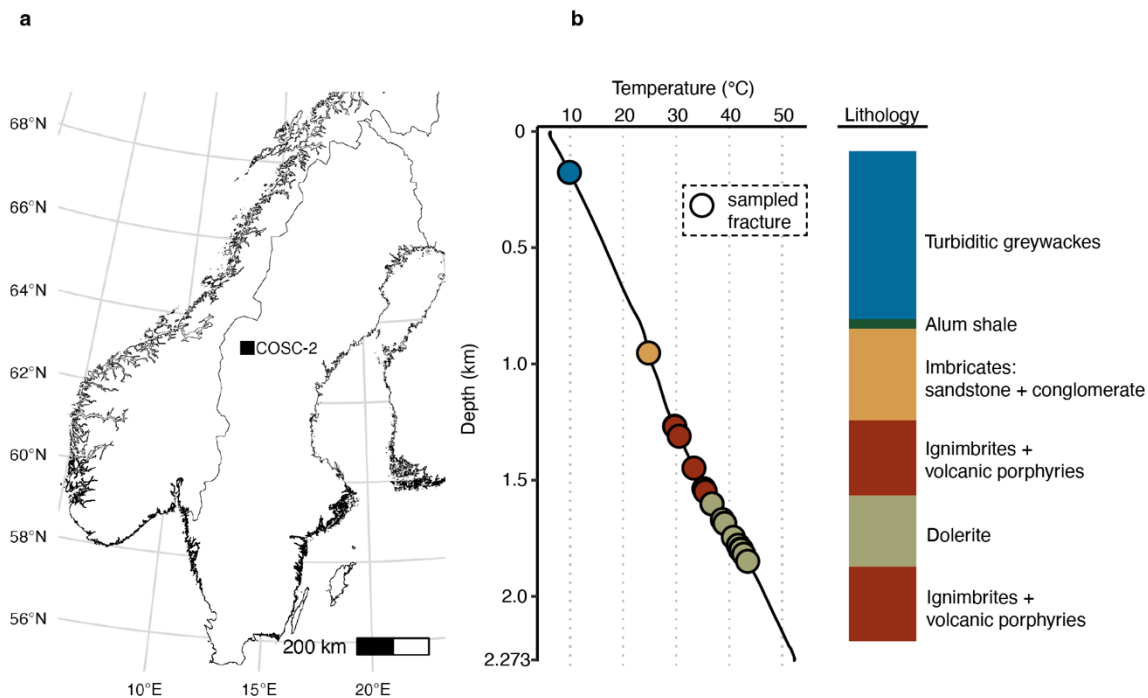 a
68°N
66°N
64°N
62°N
60°N
58°N
56°N
COSC-2
200 km
10°E
15°E
20°E
b
Temperature (°C)
10 20 30 40 50
Depth (km)
0
0.5
1.0
1.5
2.0
2.273
sampled
fracture
Lithology
Turbiditic greywackes
Alum shale
Imbricates:
sandstone + conglomerate
Ignimbrites +
volcanic porphyries
Dolerite
Ignimbrites +
volcanic porphyries